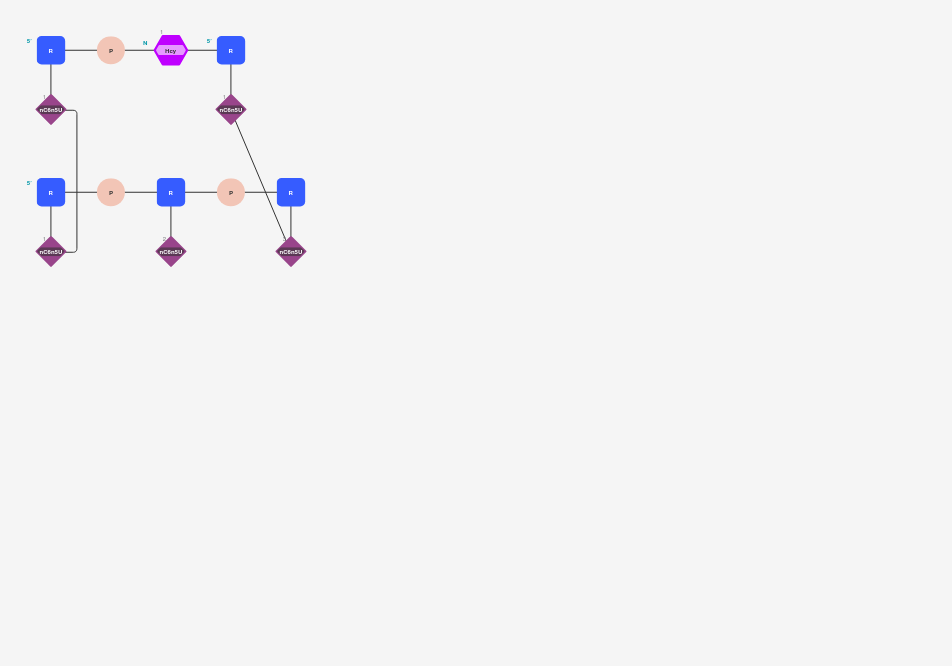 1
5' R P N Hcy 5' R
1 1
nC6n5U nC6n5U
5' R P R P R
1 2
nC6n5U nC6n5U nC6n5U